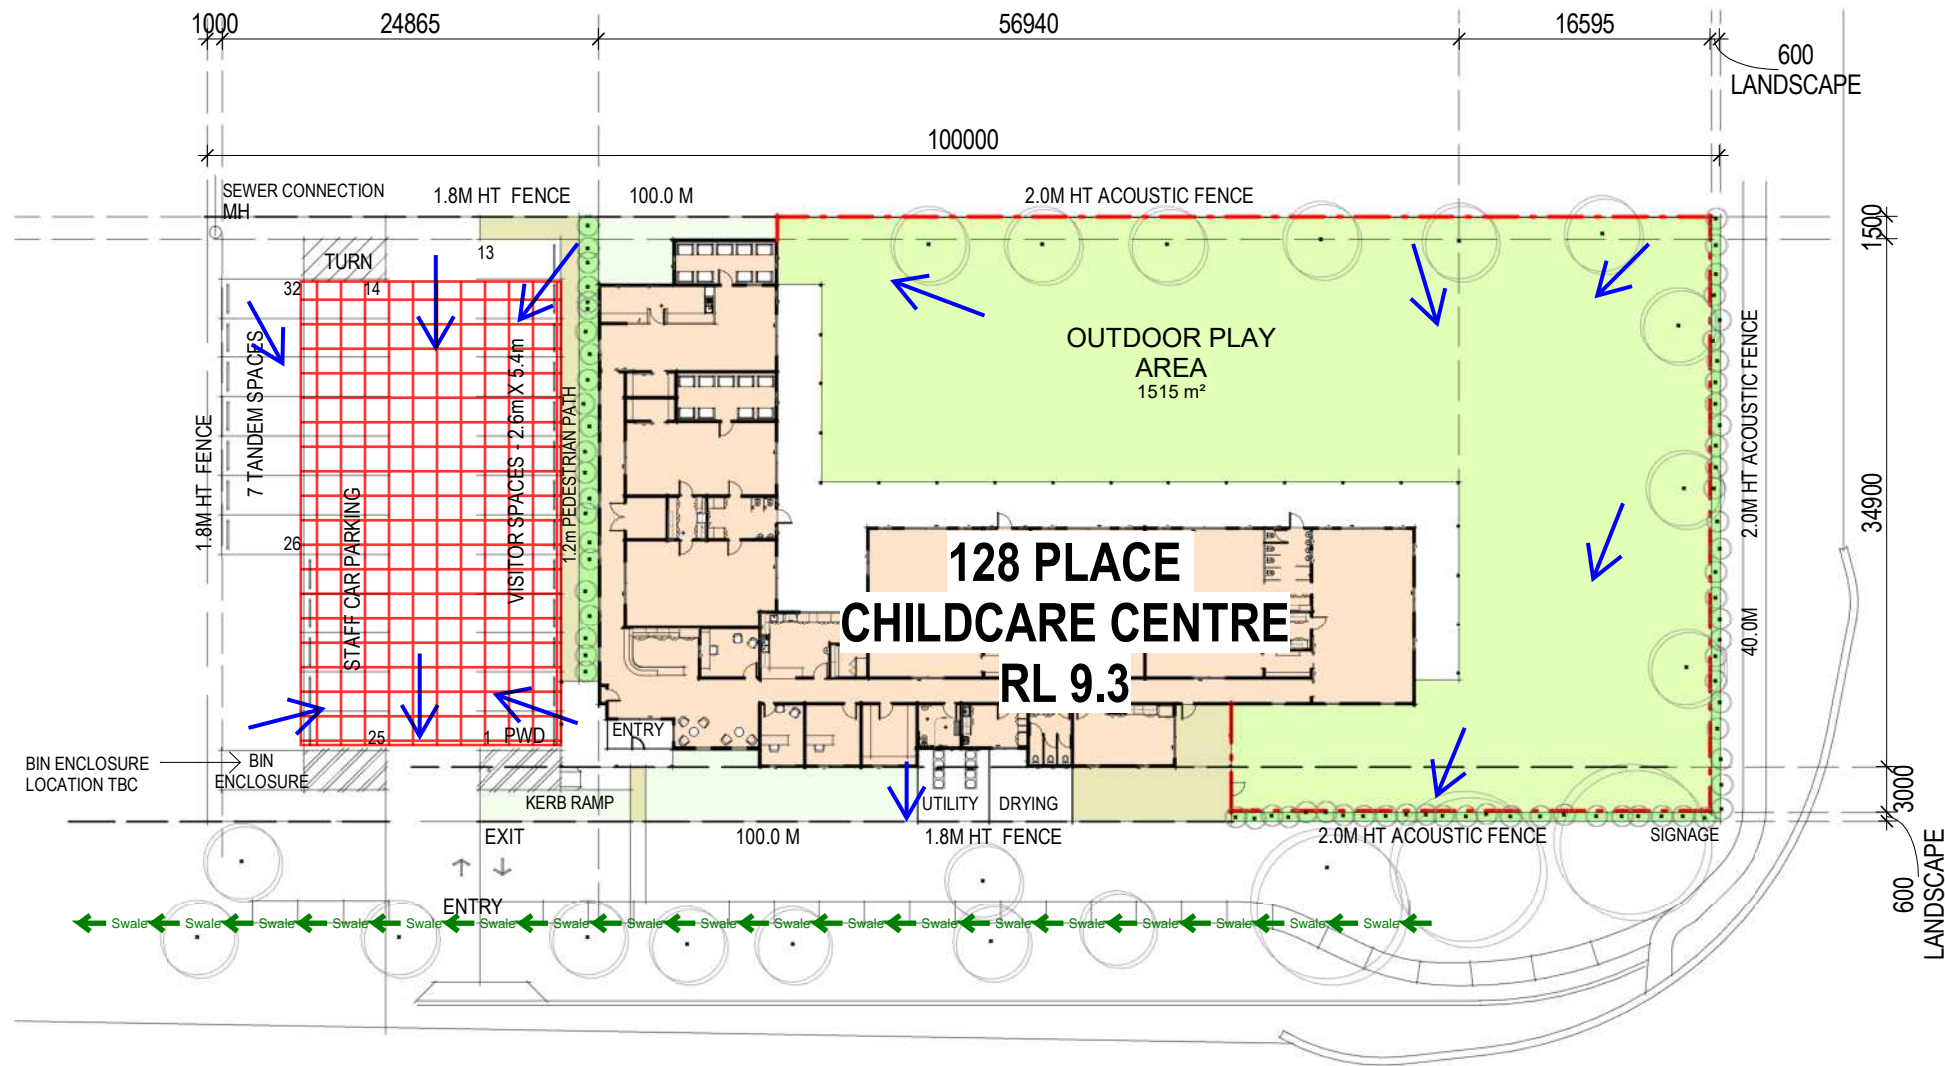 1000
24865
56940
16595
600
LANDSCAPE
100000
SEWER CONNECTION
MH
1.8M HT FENCE
100.0 M
2.0M HT ACOUSTIC FENCE
1500
TURN
13
32
14
7 TANDEM SPACES
1.8M HT FENCE
STAFF CAR PARKING
VISITOR SPACES - 2.6m X 5.4m
1.2m PEDESTRIAN PATH
26
OUTDOOR PLAY
AREA
1515 m²
2.0M HT ACOUSTIC FENCE
34900
40.0M
128 PLACE
CHILDCARE CENTRE
RL 9.3
25
1
PWD
ENTRY
BIN ENCLOSURE
LOCATION TBC
BIN
ENCLOSURE
KERB RAMP
UTILITY
DRYING
3000
EXIT
100.0 M
1.8M HT FENCE
2.0M HT ACOUSTIC FENCE
SIGNAGE
600
LANDSCAPE
ENTRY
Swale Swale Swale Swale Swale Swale Swale Swale Swale Swale Swale Swale Swale Swale Swale Swale Swale Swale